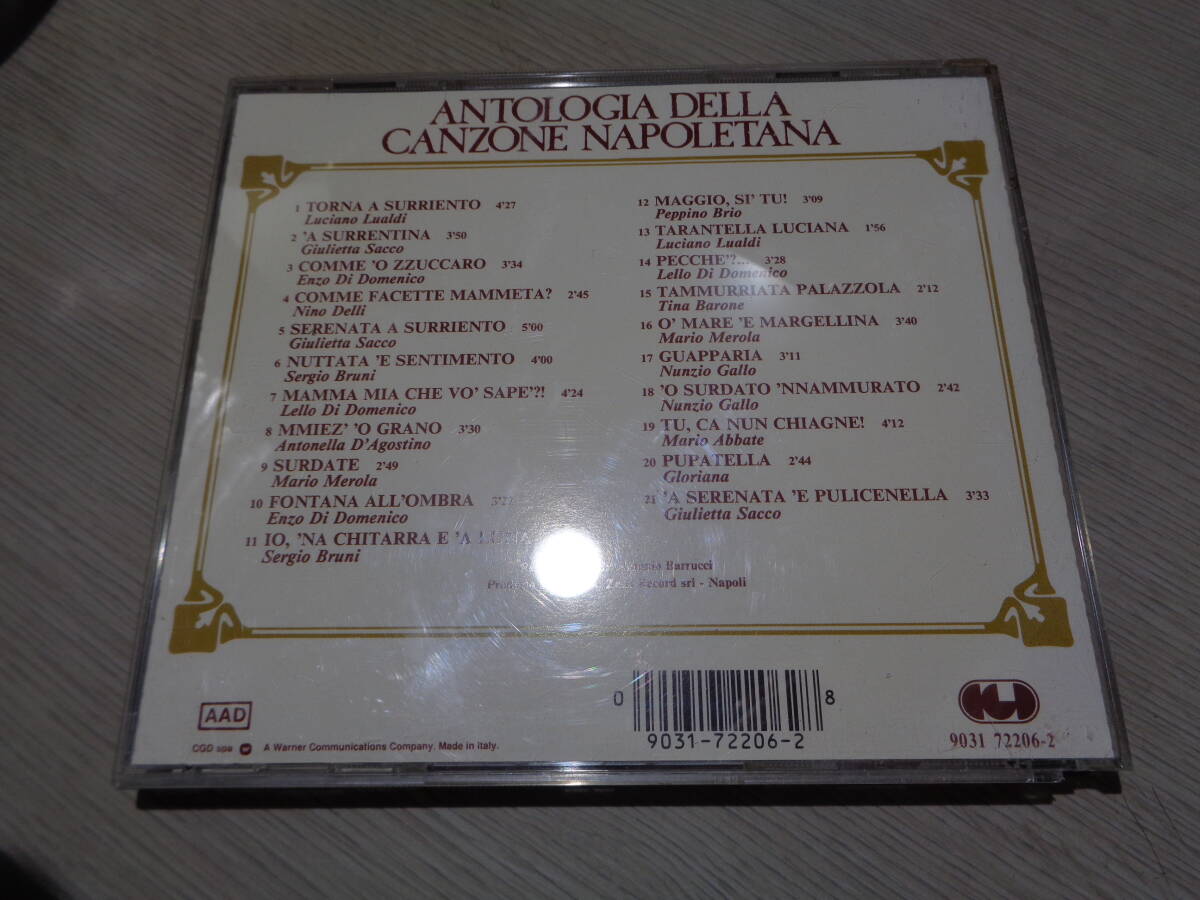 ANTOLOGIA DELLA
CANZONE NAPOLETANA
1 TORNA A SURRIENTO 4'27
Luciano Lualdi
2 'A SURRENTINA 3'50
Giulietta Sacco
3 COMME 'O ZZUCCARO 3'34
Enzo Di Domenico
4 COMME FACETTE MAMMETA? 2'45
Nino Delli
5 SERENATA A SURRIENTO 5'00
Giulietta Sacco
6 NUTTATA 'E SENTIMENTO 4'00
Sergio Bruni
7 MAMMA MIA CHE VO' SAPE'?! 4'24
Lello Di Domenico
8 MMIEZ' 'O GRANO 3'30
Antonella D'Agostino
9 SURDATE 2'49
Mario Merola
10 FONTANA ALL'OMBRA
Enzo Di Domenico
11 IO, 'NA CHITARRA E 'A
Sergio Bruni
12 MAGGIO, SI' TU! 3'09
Peppino Brio
13 TARANTELLA LUCIANA 1'56
Luciano Lualdi
14 PECCHE'?... 3'28
Lello Di Domenico
15 TAMMURRIATA PALAZZOLA 2'12
Tina Barone
16 O' MARE 'E MARGELLINA 3'40
Mario Merola
17 GUAPPARIA 3'11
Nunzio Gallo
18 'O SURDATO 'NNAMMURATO 2'42
Nunzio Gallo
19 TU, CA NUN CHIAGNE! 4'12
Mario Abbate
20 PUPATELLA 2'44
Gloriana
21 'A SERENATA 'E PULICENELLA 3'33
Giulietta Sacco
Barrucci
Record srl - Napoli
AAD
CGD spa A Warner Communications Company. Made in Italy.
0 8
9031-72206-2
9031 72206-2